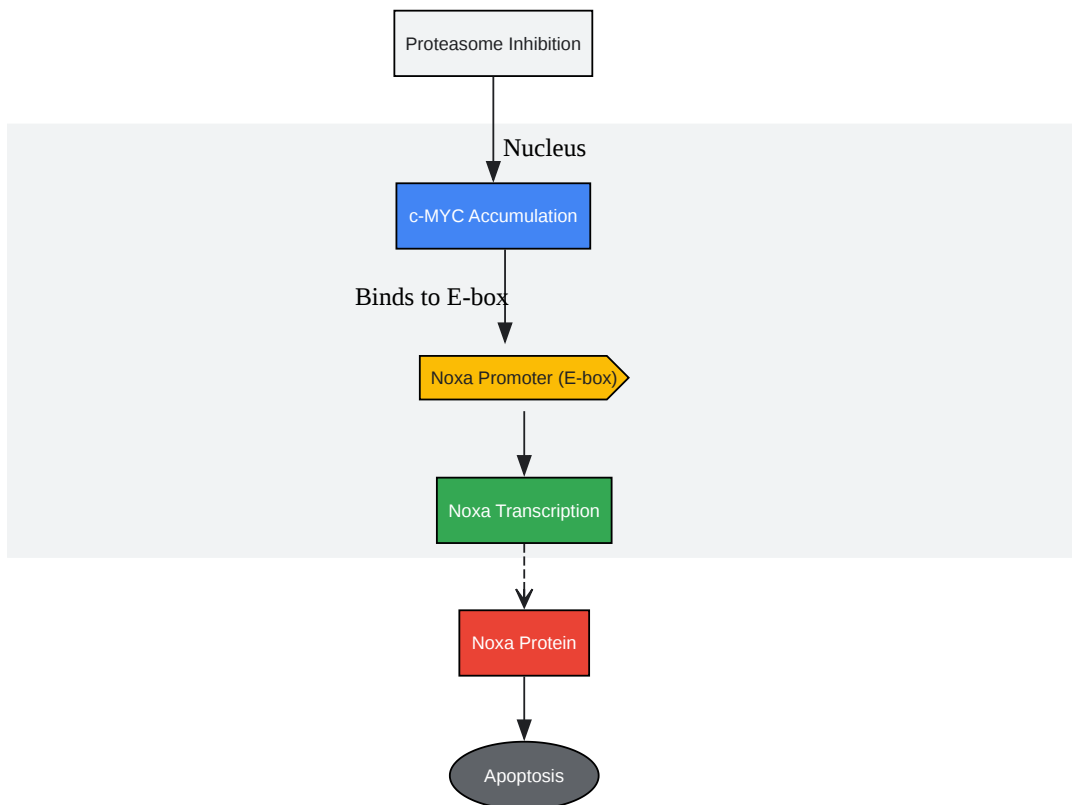 Proteasome Inhibition
Nucleus
c-MYC Accumulation
Binds to E-box
Noxa Promoter (E-box)
Noxa Transcription
Noxa Protein
Apoptosis